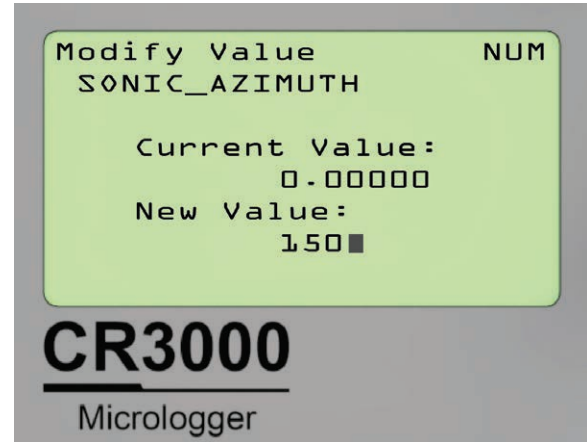 Modify Value NUM
SONIC_AZIMUTH
Current Value:
0.00000
New Value:
150
CR3000
Micrologger